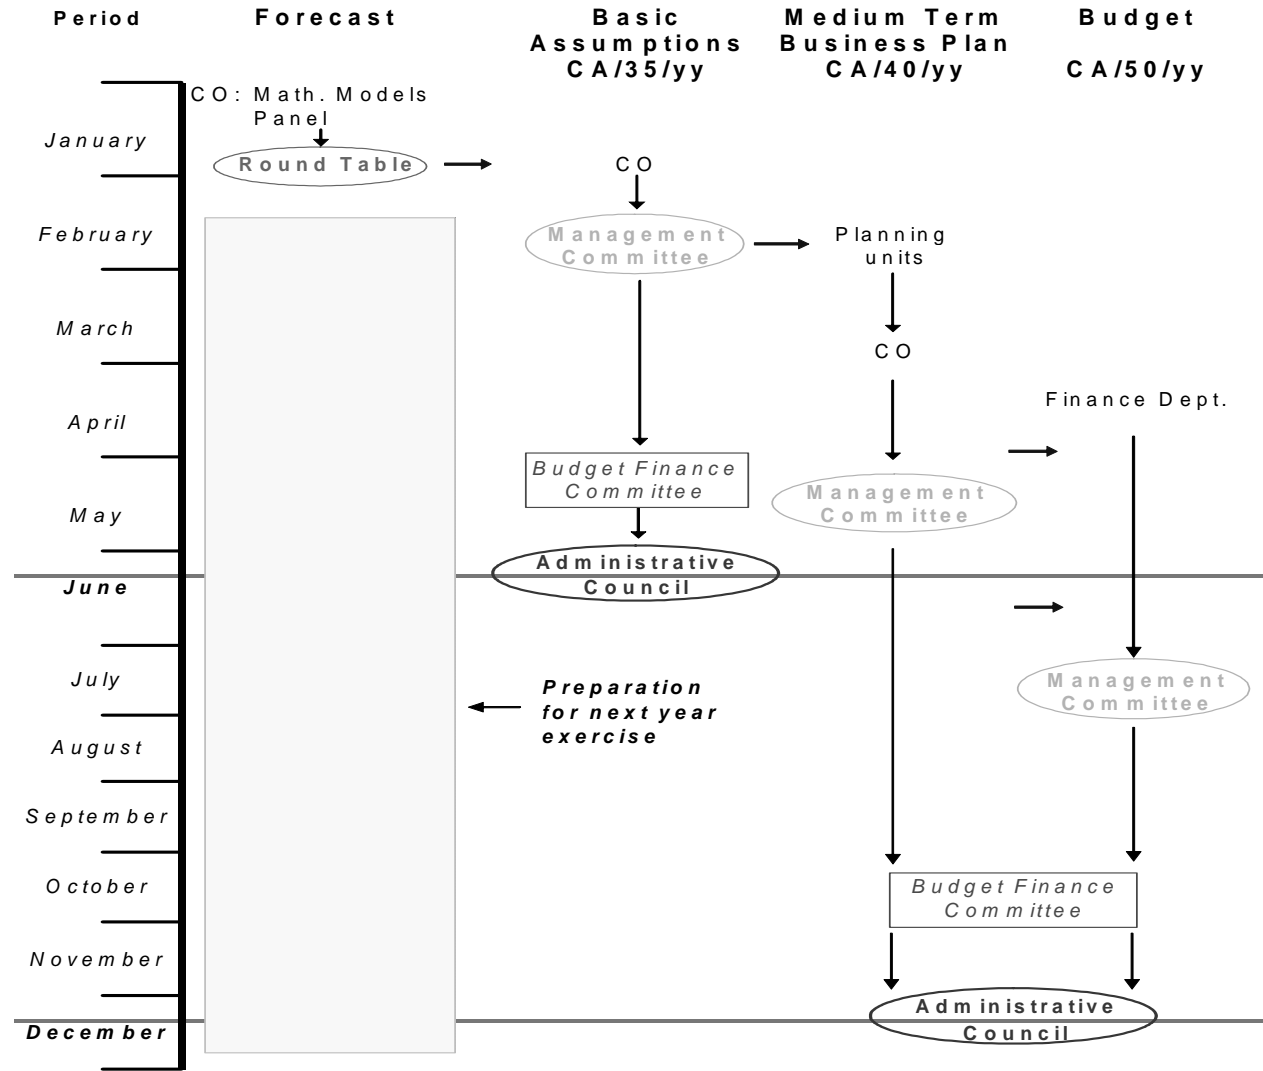 Period
Forecast
Basic
Assumptions
CA/35/yy
Medium Term
Business Plan
CA/40/yy
Budget
CA/50/yy
CO: Math. Models
Panel
January
Round Table
CO
February
Management
Committee
Planning
units
March
CO
April
Finance Dept.
Budget Finance
Committee
May
Management
Committee
Administrative
Council
June
July
Preparation
for next year
exercise
Management
Committee
August
September
October
Budget Finance
Committee
November
Administrative
Council
December